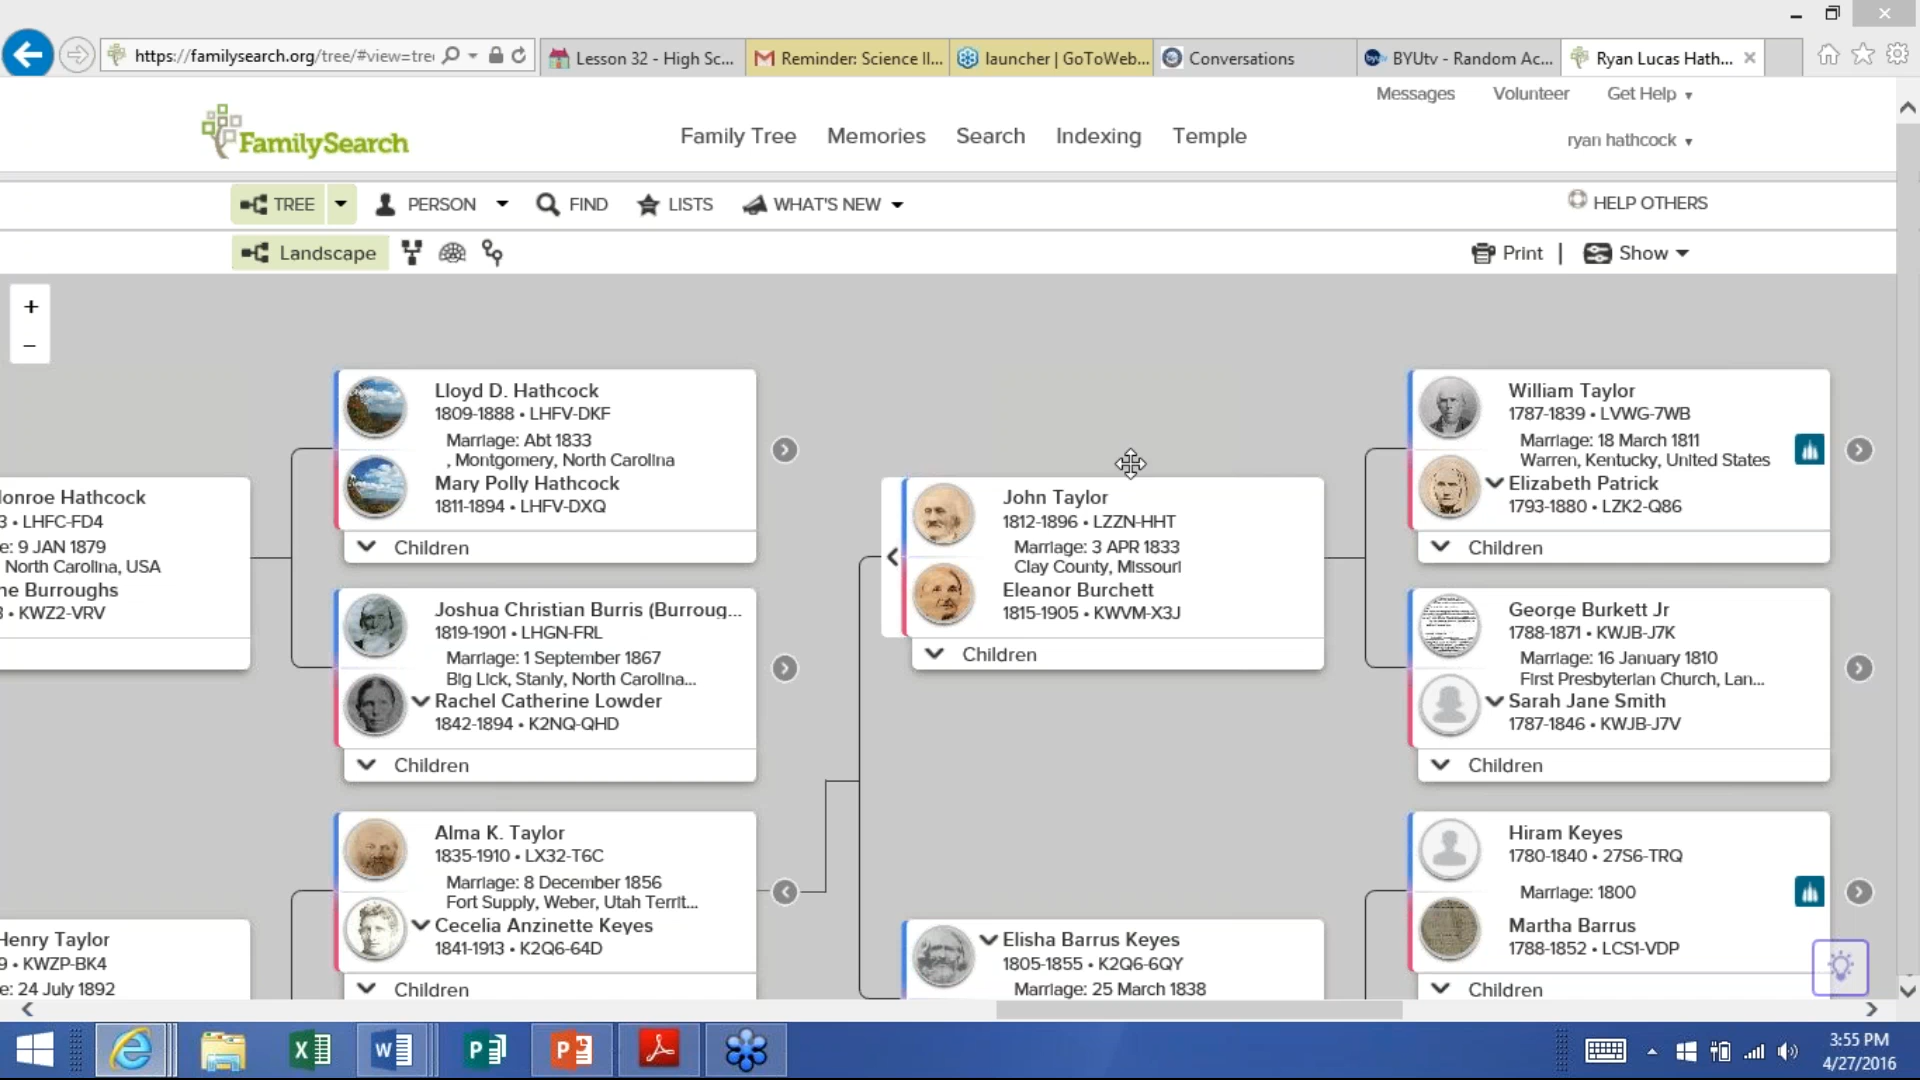 https://familysearch.org/tree/#view=tre
Lesson 32 - High Sc...
Reminder: Science Il...
launcher | GoToWeb...
Conversations
BYUtv - Random Ac...
Ryan Lucas Hath...
Messages
Volunteer
Get Help
FamilySearch
Family Tree
Memories
Search
Indexing
Temple
ryan hathcock
TREE
PERSON
FIND
LISTS
WHAT'S NEW
HELP OTHERS
Landscape
Print |
Show
+
−
onroe Hathcock
3 • LHFC-FD4
e: 9 JAN 1879
North Carolina, USA
ne Burroughs
3 • KWZ2-VRV
Henry Taylor
9 • KWZP-BK4
e: 24 July 1892
Lloyd D. Hathcock
1809-1888 • LHFV-DKF
Marriage: Abt 1833
, Montgomery, North Carolina
Mary Polly Hathcock
1811-1894 • LHFV-DXQ
Children
Joshua Christian Burris (Burroug...
1819-1901 • LHGN-FRL
Marriage: 1 September 1867
Big Lick, Stanly, North Carolina...
Rachel Catherine Lowder
1842-1894 • K2NQ-QHD
Children
Alma K. Taylor
1835-1910 • LX32-T6C
Marriage: 8 December 1856
Fort Supply, Weber, Utah Territ...
Cecelia Anzinette Keyes
1841-1913 • K2Q6-64D
Children
John Taylor
1812-1896 • LZZN-HHT
Marriage: 3 APR 1833
Clay County, Missouri
Eleanor Burchett
1815-1905 • KWVM-X3J
Children
Elisha Barrus Keyes
1805-1855 • K2Q6-6QY
Marriage: 25 March 1838
William Taylor
1787-1839 • LVWG-7WB
Marriage: 18 March 1811
Warren, Kentucky, United States
Elizabeth Patrick
1793-1880 • LZK2-Q86
Children
George Burkett Jr
1788-1871 • KWJB-J7K
Marriage: 16 January 1810
First Presbyterian Church, Lan...
Sarah Jane Smith
1787-1846 • KWJB-J7V
Children
Hiram Keyes
1780-1840 • 27S6-TRQ
Marriage: 1800
Martha Barrus
1788-1852 • LCS1-VDP
Children
3:55 PM
4/27/2016